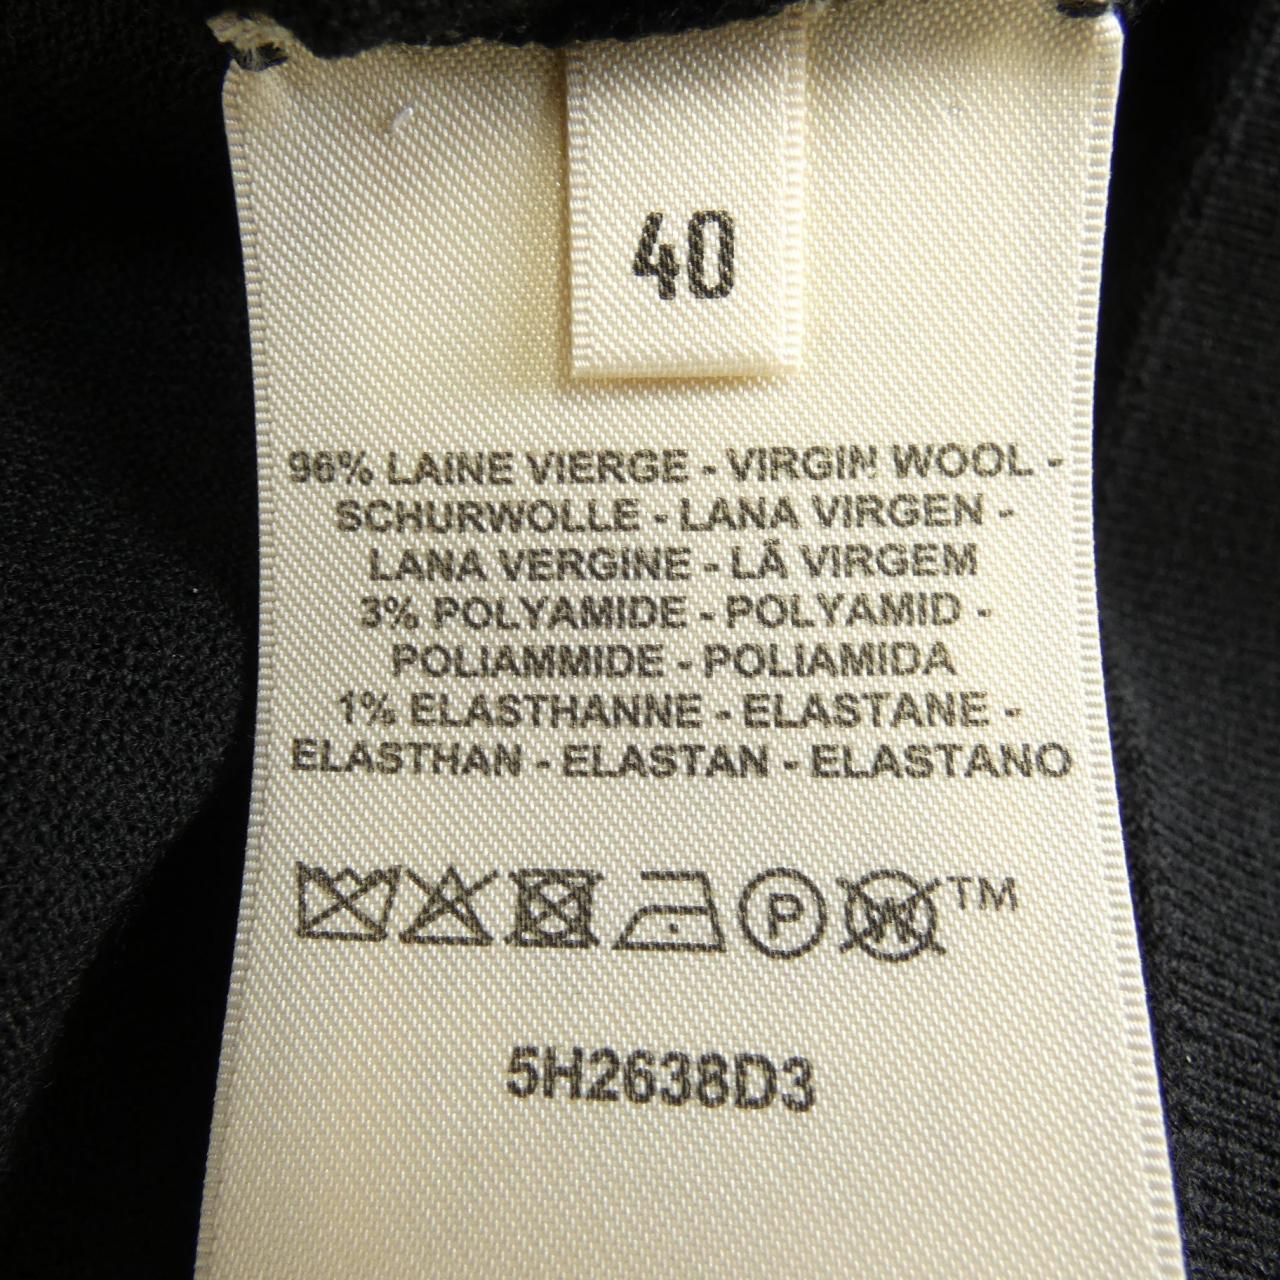 40
96% LAINE VIERGE - VIRGIN WOOL -
SCHURWOLLE - LANA VIRGEN -
LANA VERGINE - LÃ VIRGEM
3% POLYAMIDE - POLYAMID -
POLIAMMIDE - POLIAMIDA
1% ELASTHANNE - ELASTANE -
ELASTHAN - ELASTAN - ELASTANO
P W TM
5H2638D3